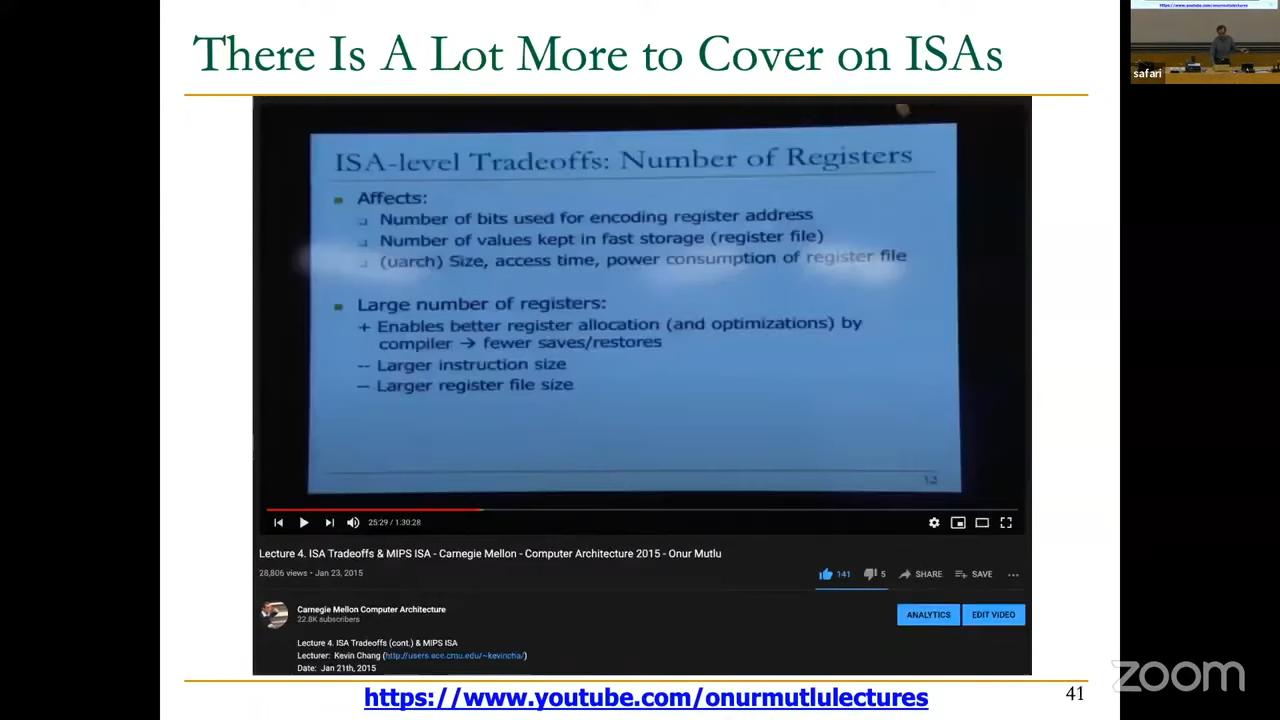 There Is A Lot More to Cover on ISAs
https://www.youtube.com/onurmutlulectures
safari
ISA-level Tradeoffs: Number of Registers
Affects:
Number of bits used for encoding register address
Number of values kept in fast storage (register file)
(uarch) Size, access time, power consumption of register file
Large number of registers:
+ Enables better register allocation (and optimizations) by
compiler → fewer saves/restores
-- Larger instruction size
-- Larger register file size
12
25:29 / 1:30:28
Lecture 4. ISA Tradeoffs & MIPS ISA - Carnegie Mellon - Computer Architecture 2015 - Onur Mutlu
28,806 views • Jan 23, 2015
141 5 SHARE SAVE ...
Carnegie Mellon Computer Architecture
22.8K subscribers
ANALYTICS EDIT VIDEO
Lecture 4. ISA Tradeoffs (cont.) & MIPS ISA
Lecturer: Kevin Chang (http://users.ece.cmu.edu/~kevincha/)
Date: Jan 21th, 2015
https://www.youtube.com/onurmutlulectures
41
zoom